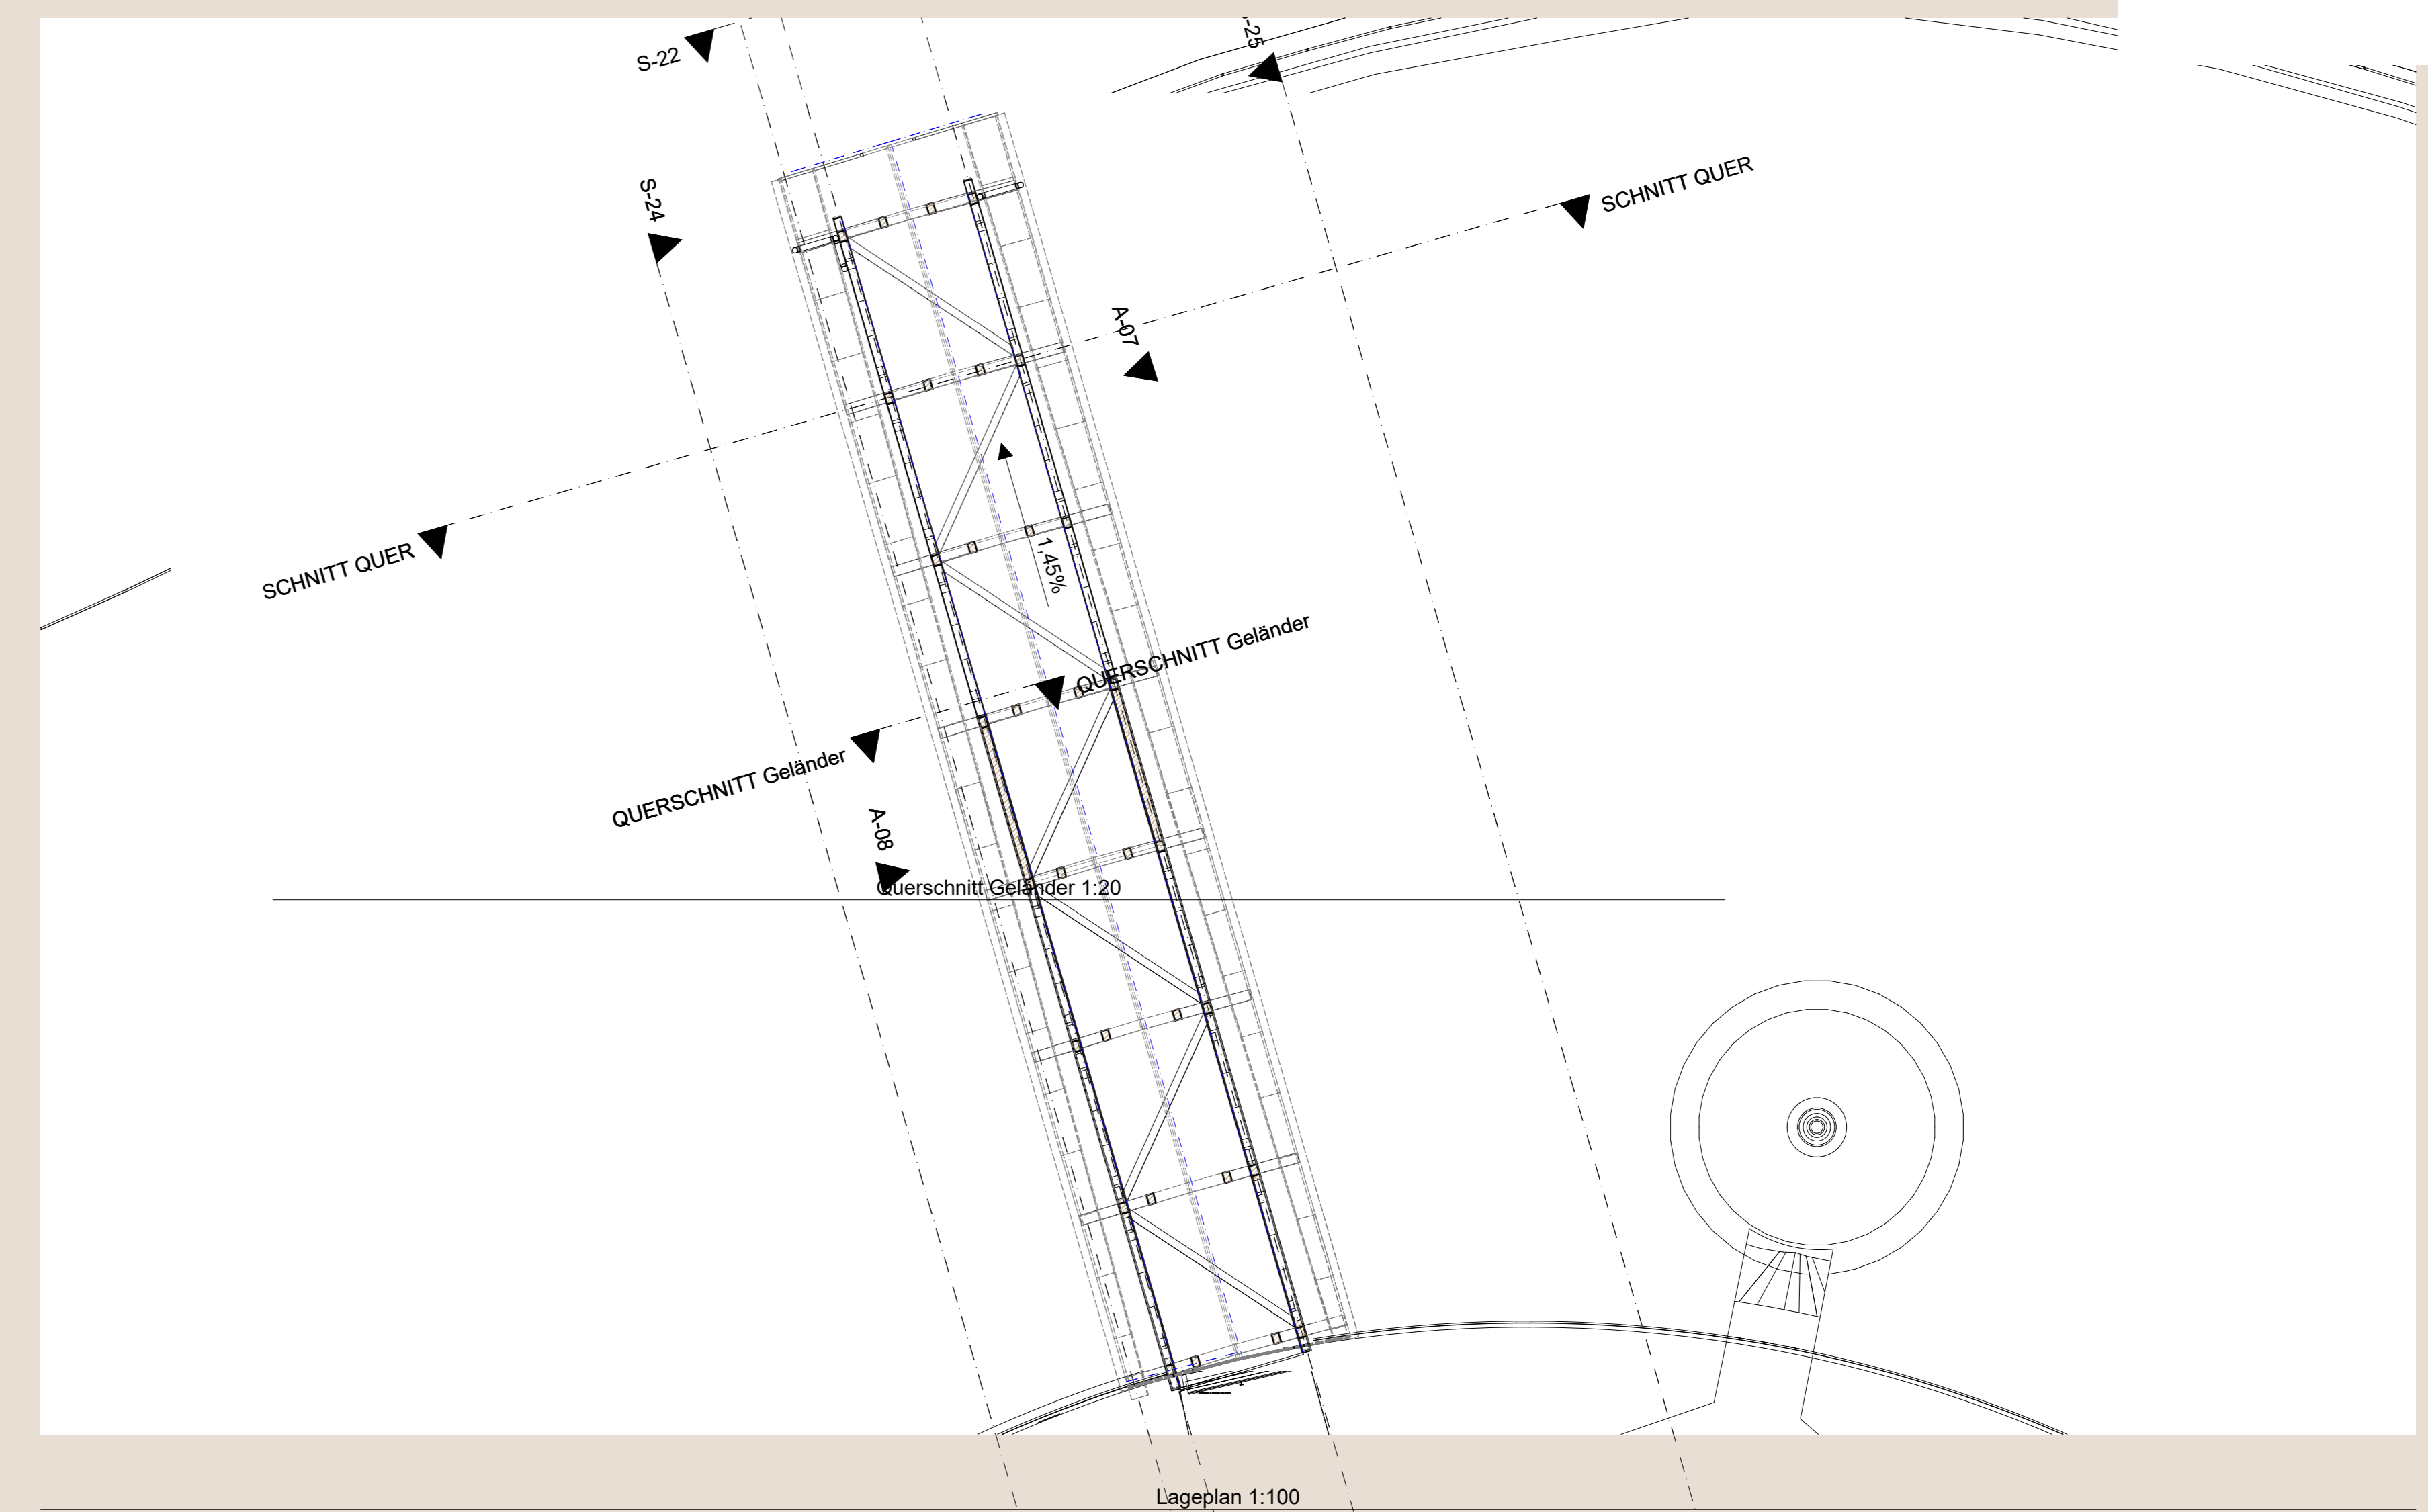 -25
S-22
SCHNITT QUER
S-24
A-07
SCHNITT QUER
1,45%
QUERSCHNITT Geländer
QUERSCHNITT Geländer
A-08
Querschnitt Geländer 1:20
Lageplan 1:100